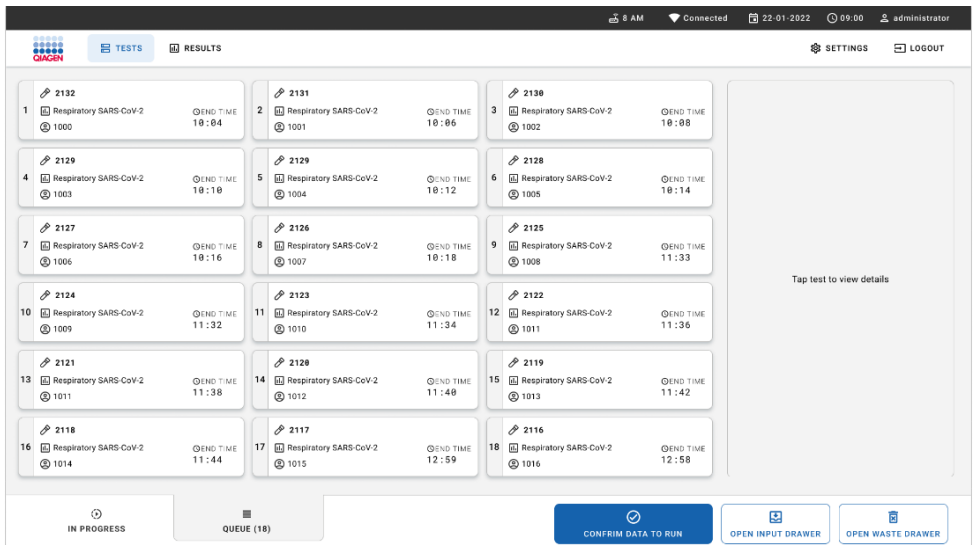 8 AM Connected 22-01-2022 09:00 administrator
QIAGEN TESTS RESULTS SETTINGS LOGOUT
1 2132 Respiratory SARS-CoV-2 1000 END TIME 10:04
2 2131 Respiratory SARS-CoV-2 1001 END TIME 10:06
3 2130 Respiratory SARS-CoV-2 1002 END TIME 10:08
4 2129 Respiratory SARS-CoV-2 1003 END TIME 10:10
5 2129 Respiratory SARS-CoV-2 1004 END TIME 10:12
6 2128 Respiratory SARS-CoV-2 1005 END TIME 10:14
7 2127 Respiratory SARS-CoV-2 1006 END TIME 10:16
8 2126 Respiratory SARS-CoV-2 1007 END TIME 10:18
9 2125 Respiratory SARS-CoV-2 1008 END TIME 11:33
10 2124 Respiratory SARS-CoV-2 1009 END TIME 11:32
11 2123 Respiratory SARS-CoV-2 1010 END TIME 11:34
12 2122 Respiratory SARS-CoV-2 1011 END TIME 11:36
13 2121 Respiratory SARS-CoV-2 1011 END TIME 11:38
14 2120 Respiratory SARS-CoV-2 1012 END TIME 11:40
15 2119 Respiratory SARS-CoV-2 1013 END TIME 11:42
16 2118 Respiratory SARS-CoV-2 1014 END TIME 11:44
17 2117 Respiratory SARS-CoV-2 1015 END TIME 12:59
18 2116 Respiratory SARS-CoV-2 1016 END TIME 12:58
Tap test to view details
IN PROGRESS QUEUE (18) CONFRIM DATA TO RUN OPEN INPUT DRAWER OPEN WASTE DRAWER